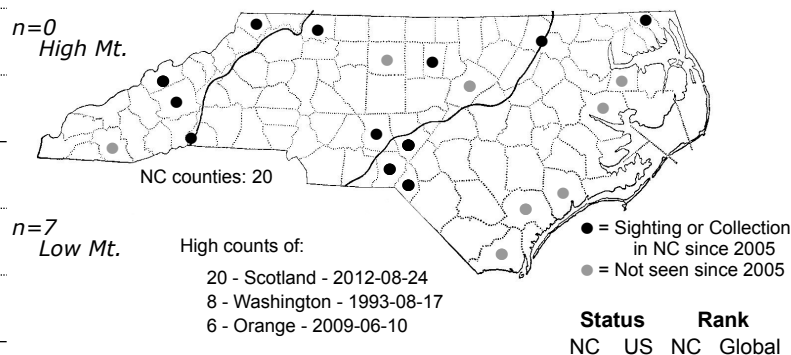 n=0
High Mt.
NC counties: 20
n=7
Low Mt.
High counts of:
20 - Scotland - 2012-08-24
8 - Washington - 1993-08-17
6 - Orange - 2009-06-10
● = Sighting or Collection
in NC since 2005
● = Not seen since 2005
Status Rank
NC US NC Global